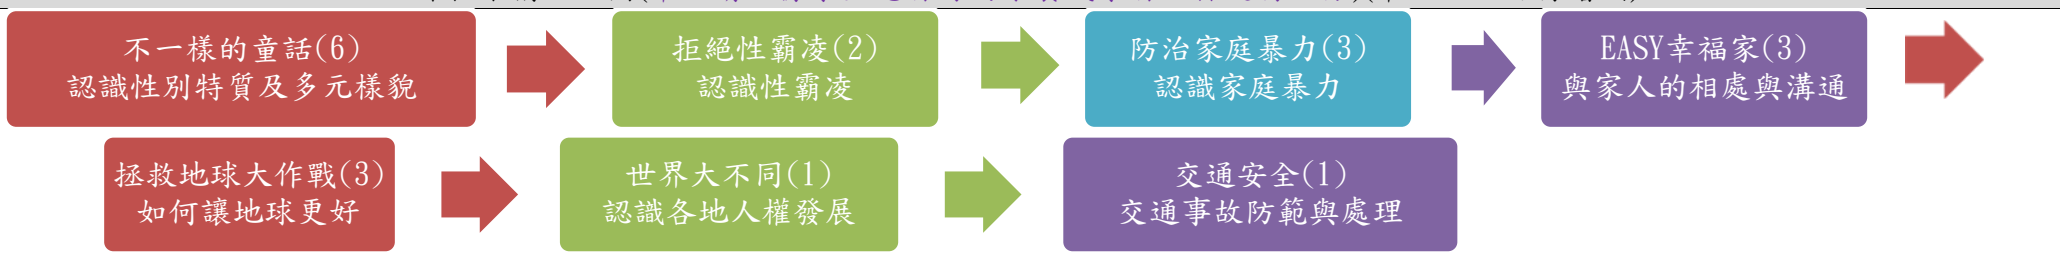 不一樣的童話(6)
認識性別特質及多元樣貌
拒絕性霸凌(2)
認識性霸凌
防治家庭暴力(3)
認識家庭暴力
EASY幸福家(3)
與家人的相處與溝通
拯救地球大作戰(3)
如何讓地球更好
世界大不同(1)
認識各地人權發展
交通安全(1)
交通事故防範與處理